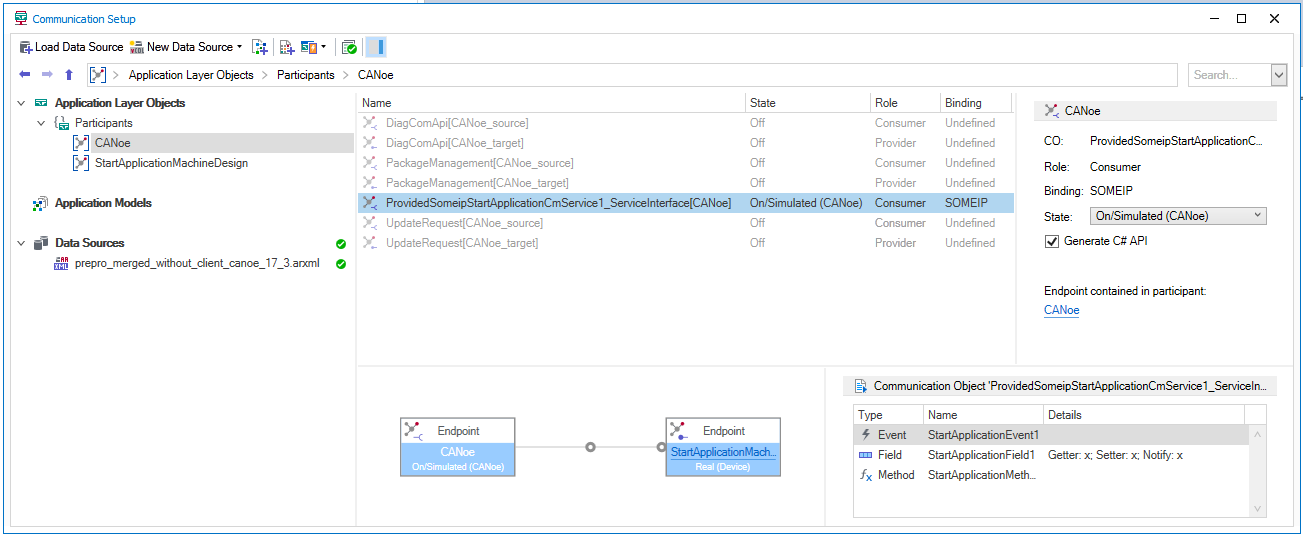 Communication Setup
Load Data Source New Data Source
Application Layer Objects Participants CANoe Search...
Application Layer Objects
Participants
CANoe
StartApplicationMachineDesign
Application Models
Data Sources
prepro_merged_without_client_canoe_17_3.arxml
Name State Role Binding
DiagComApi[CANoe_source] Off Consumer Undefined
DiagComApi[CANoe_target] Off Provider Undefined
PackageManagement[CANoe_source] Off Consumer Undefined
PackageManagement[CANoe_target] Off Provider Undefined
ProvidedSomeipStartApplicationCmService1_ServiceInterface[CANoe] On/Simulated (CANoe) Consumer SOMEIP
UpdateRequest[CANoe_source] Off Consumer Undefined
UpdateRequest[CANoe_target] Off Provider Undefined
CANoe
CO: ProvidedSomeipStartApplicationC...
Role: Consumer
Binding: SOMEIP
State: On/Simulated (CANoe)
Generate C# API
Endpoint contained in participant:
CANoe
Endpoint
CANoe
On/Simulated (CANoe)
Endpoint
StartApplicationMach...
Real (Device)
Communication Object 'ProvidedSomeipStartApplicationCmService1_ServiceIn...
Type Name Details
Event StartApplicationEvent1
Field StartApplicationField1 Getter: x; Setter: x; Notify: x
Method StartApplicationMeth...